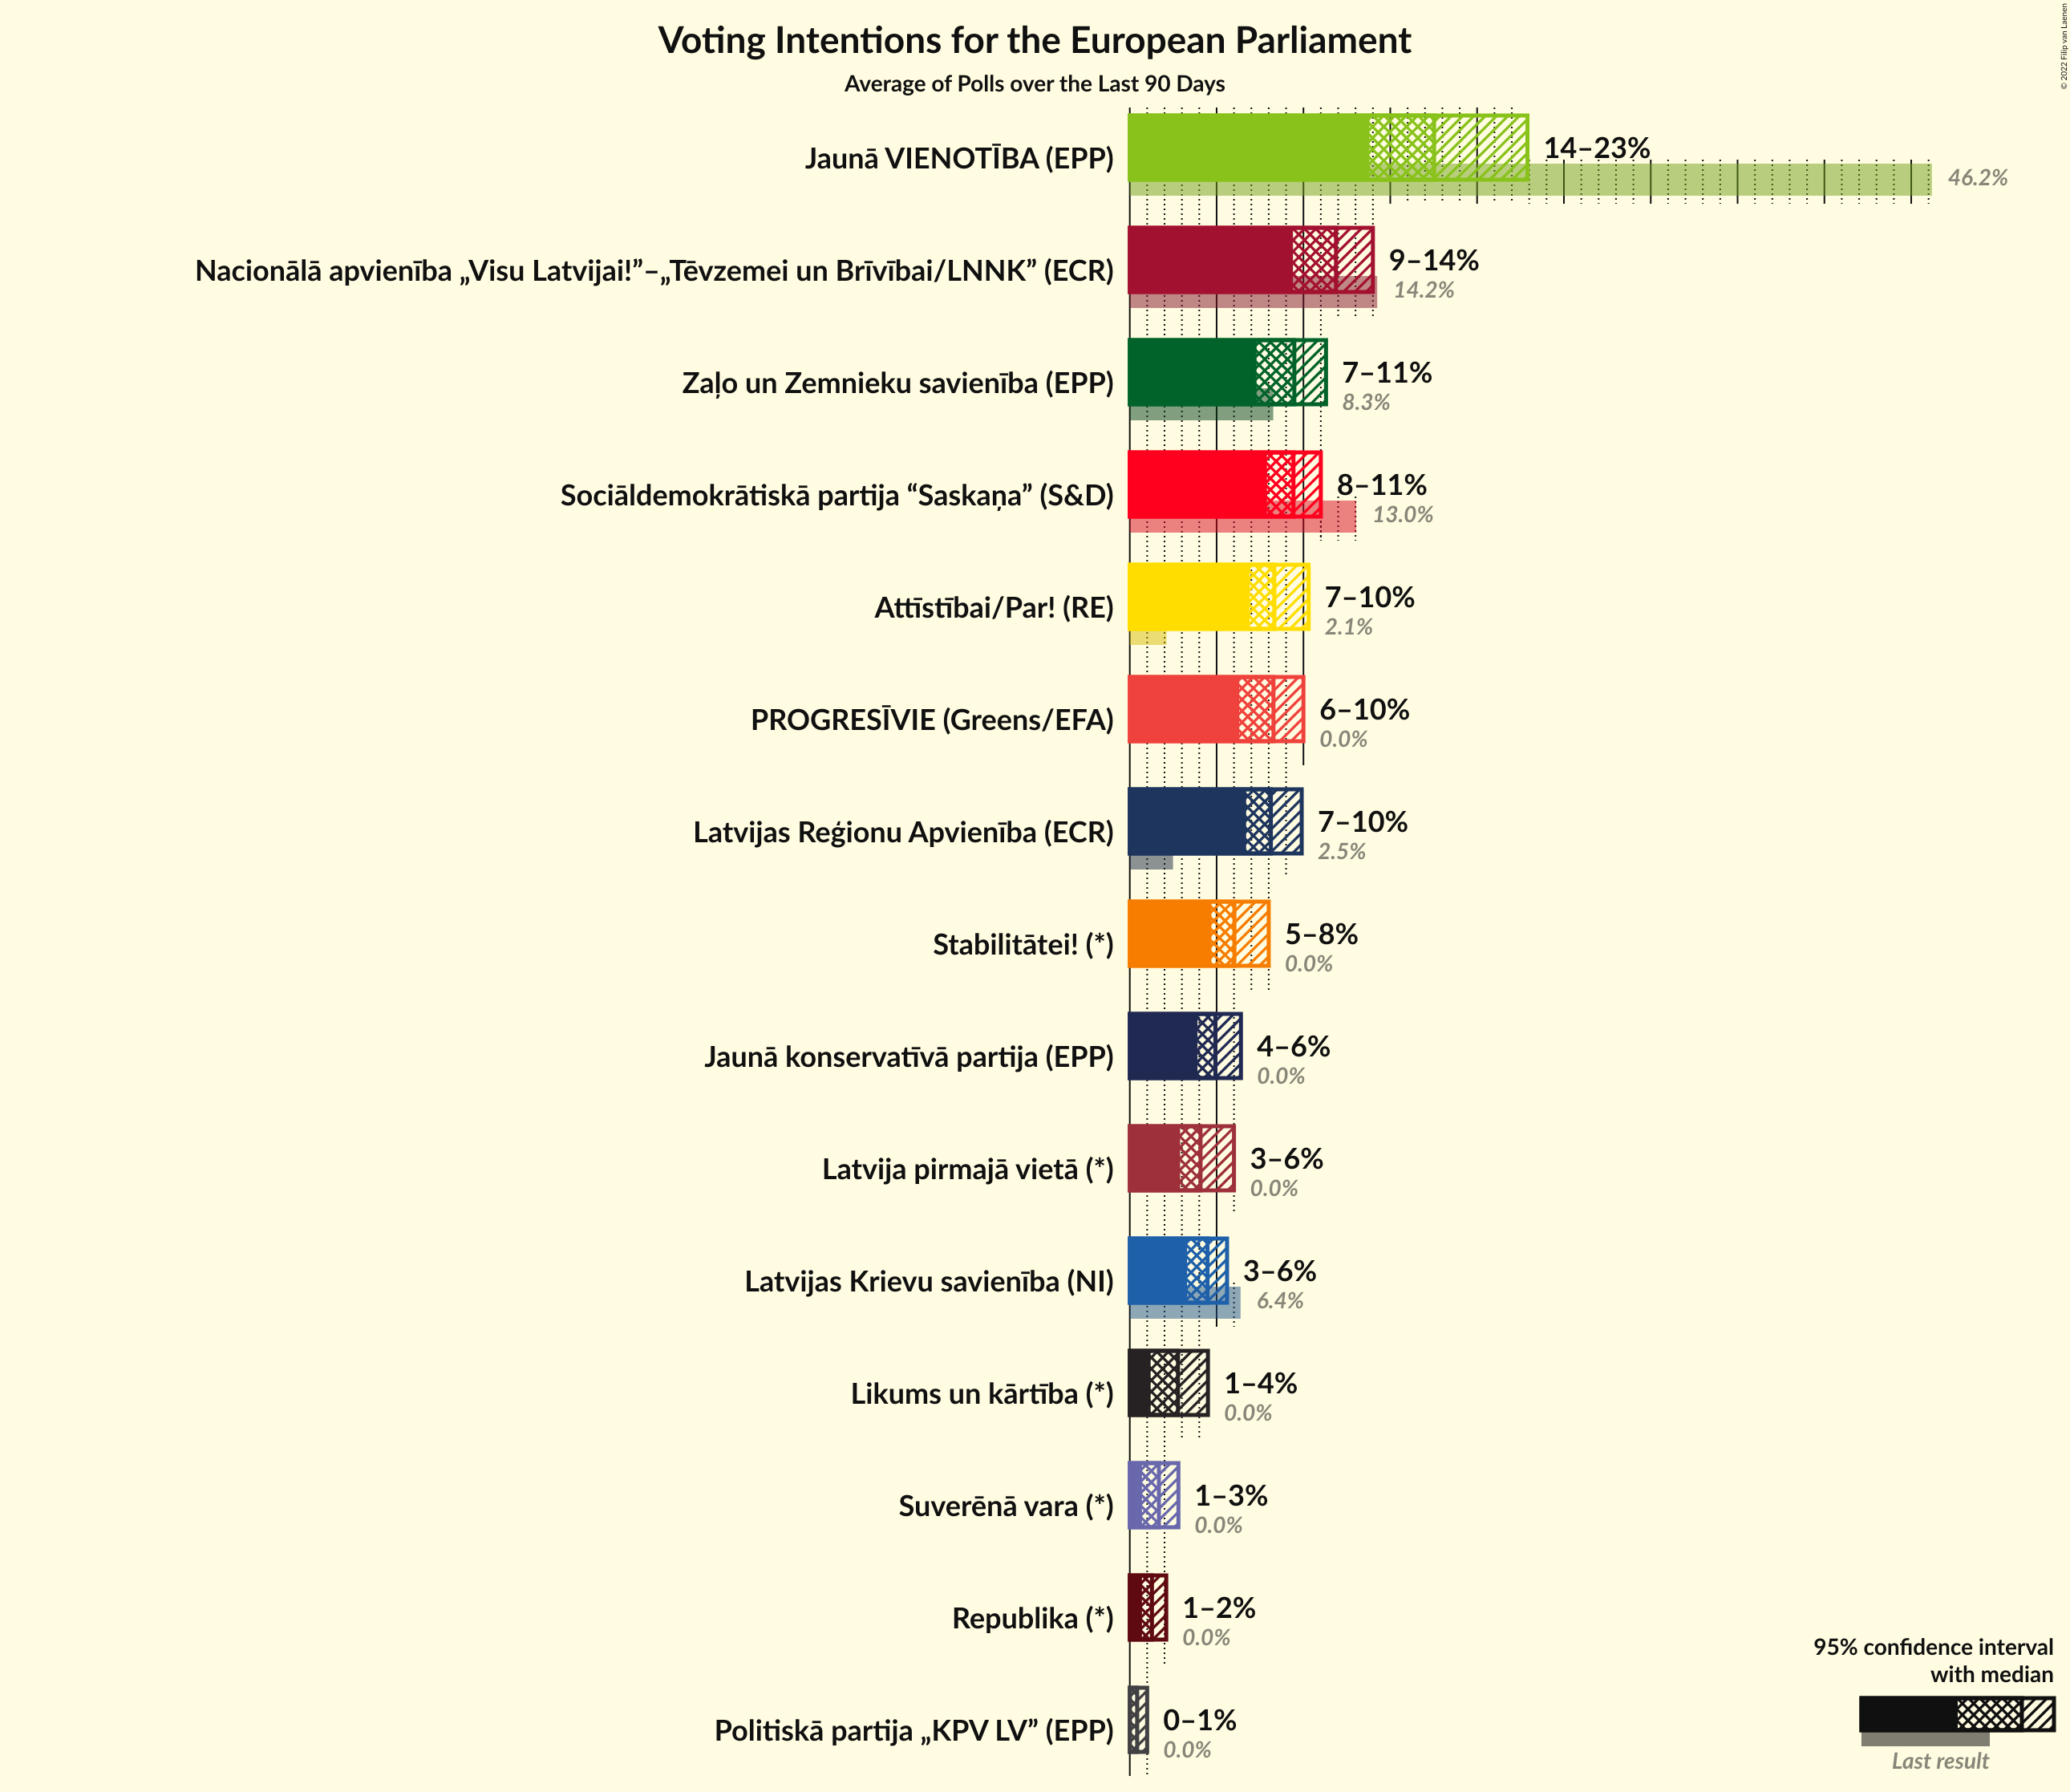 Voting Intentions for the European Parliament
Average of Polls over the Last 90 Days
© 2022 Filip van Laenen
Jaunā VIENOTĪBA (EPP)
14–23%
46.2%
Nacionālā apvienība „Visu Latvijai!”–„Tēvzemei un Brīvībai/LNNK” (ECR)
9–14%
14.2%
Zaļo un Zemnieku savienība (EPP)
7–11%
8.3%
Sociāldemokrātiskā partija “Saskaņa” (S&D)
8–11%
13.0%
Attīstībai/Par! (RE)
7–10%
2.1%
PROGRESĪVIE (Greens/EFA)
6–10%
0.0%
Latvijas Reģionu Apvienība (ECR)
7–10%
2.5%
Stabilitātei! (*)
5–8%
0.0%
Jaunā konservatīvā partija (EPP)
4–6%
0.0%
Latvija pirmajā vietā (*)
3–6%
0.0%
Latvijas Krievu savienība (NI)
3–6%
6.4%
Likums un kārtība (*)
1–4%
0.0%
Suverēnā vara (*)
1–3%
0.0%
Republika (*)
1–2%
0.0%
Politiskā partija „KPV LV” (EPP)
0–1%
0.0%
95% confidence interval
with median
Last result